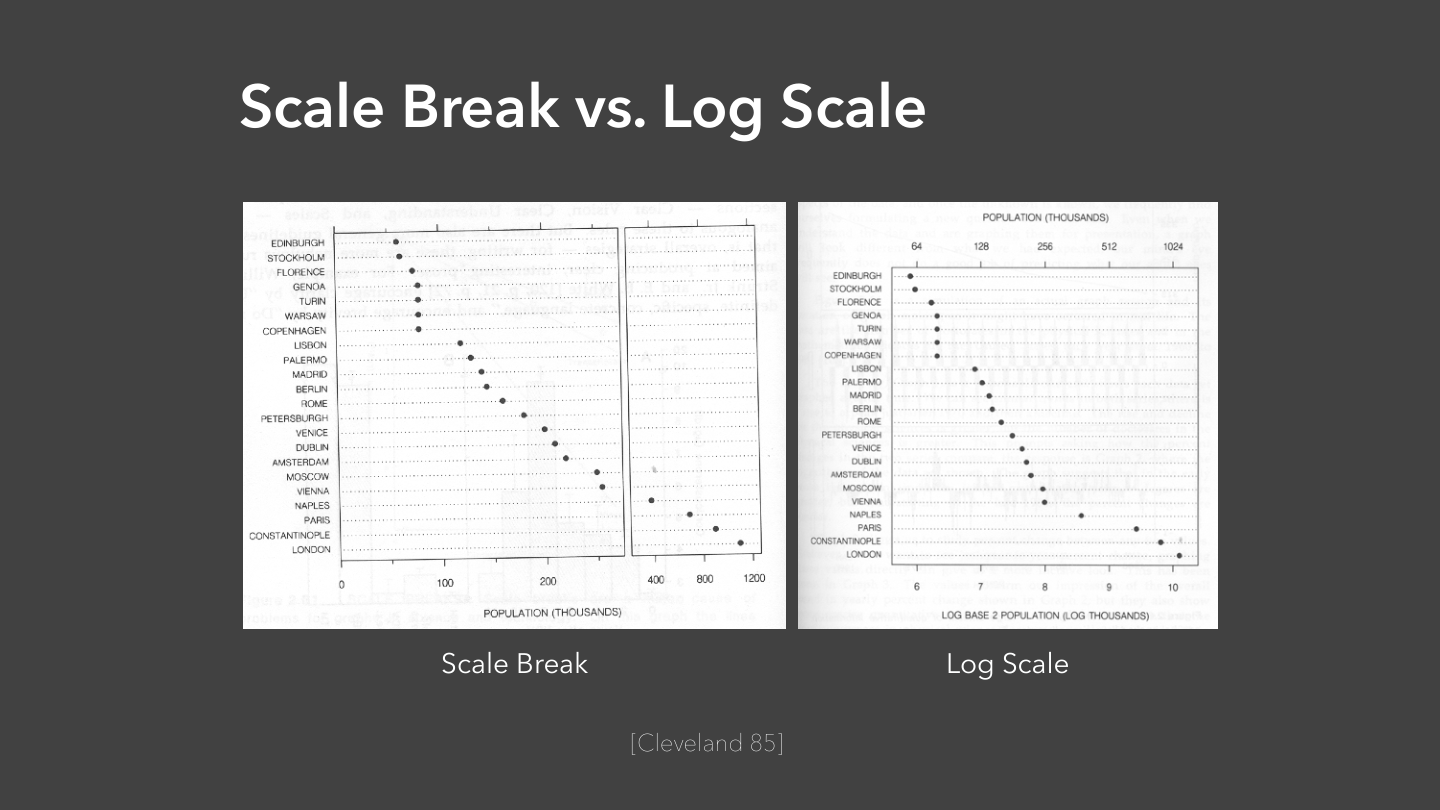 Scale Break vs. Log Scale
EDINBURGH
STOCKHOLM
FLORENCE
GENOA
TURIN
WARSAW
COPENHAGEN
LISBON
PALERMO
MADRID
BERLIN
ROME
PETERSBURGH
VENICE
DUBLIN
AMSTERDAM
MOSCOW
VIENNA
NAPLES
PARIS
CONSTANTINOPLE
LONDON
0 100 200 400 800 1200
POPULATION (THOUSANDS)
POPULATION (THOUSANDS)
64 128 256 512 1024
EDINBURGH
STOCKHOLM
FLORENCE
GENOA
TURIN
WARSAW
COPENHAGEN
LISBON
PALERMO
MADRID
BERLIN
ROME
PETERSBURGH
VENICE
DUBLIN
AMSTERDAM
MOSCOW
VIENNA
NAPLES
PARIS
CONSTANTINOPLE
LONDON
6 7 8 9 10
LOG BASE 2 POPULATION (LOG THOUSANDS)
Scale Break
Log Scale
[Cleveland 85]